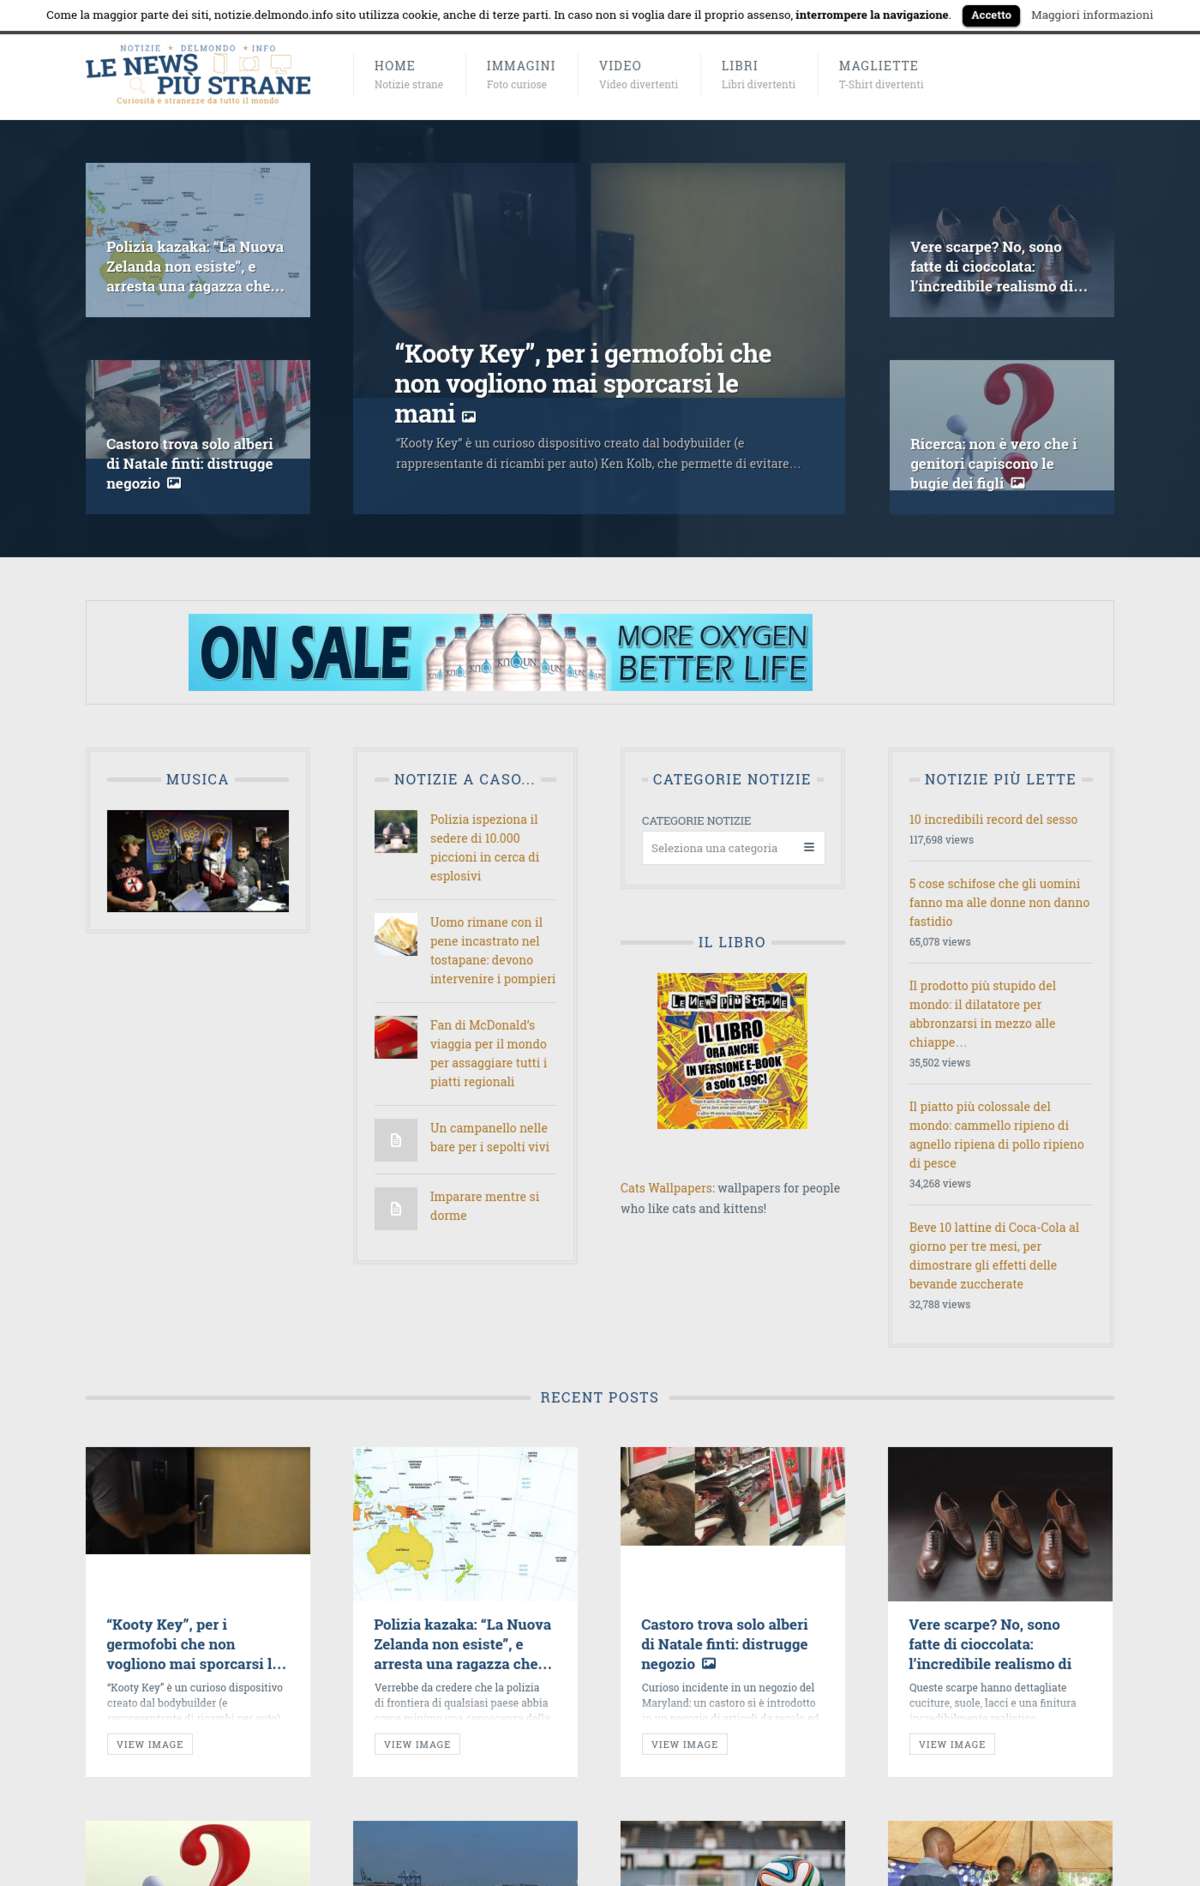 Come la maggior parte dei siti, notizie.delmondo.info sito utilizza cookie, anche di terze parti. In caso non si voglia dare il proprio assenso, interrompere la navigazione. Accetto Maggiori informazioni
NOTIZIE + DELMONDO + INFO
LE NEWS
PIÙ STRANE
Curiosità e stranezze da tutto il mondo
HOME
Notizie strane
IMMAGINI
Foto curiose
VIDEO
Video divertenti
LIBRI
Libri divertenti
MAGLIETTE
T-Shirt divertenti
Polizia kazaka: “La Nuova
Zelanda non esiste”, e
arresta una ragazza che…
Castoro trova solo alberi
di Natale finti: distrugge
negozio
“Kooty Key”, per i germofobi che
non vogliono mai sporcarsi le
mani
“Kooty Key” è un curioso dispositivo creato dal bodybuilder (e
rappresentante di ricambi per auto) Ken Kolb, che permette di evitare…
Vere scarpe? No, sono
fatte di cioccolata:
l’incredibile realismo di…
Ricerca: non è vero che i
genitori capiscono le
bugie dei figli
ON SALE
MORE OXYGEN
BETTER LIFE
MUSICA
NOTIZIE A CASO…
Polizia ispeziona il
sedere di 10.000
piccioni in cerca di
esplosivi
Uomo rimane con il
pene incastrato nel
tostapane: devono
intervenire i pompieri
Fan di McDonald’s
viaggia per il mondo
per assaggiare tutti i
piatti regionali
Un campanello nelle
bare per i sepolti vivi
Imparare mentre si
dorme
CATEGORIE NOTIZIE
CATEGORIE NOTIZIE
Seleziona una categoria
IL LIBRO
LE NEWS PIÙ STRANE
IL LIBRO
ORA ANCHE
IN VERSIONE E-BOOK
a solo 1,99€!
Cats Wallpapers: wallpapers for people
who like cats and kittens!
NOTIZIE PIÙ LETTE
10 incredibili record del sesso
117,698 views
5 cose schifose che gli uomini
fanno ma alle donne non danno
fastidio
65,078 views
Il prodotto più stupido del
mondo: il dilatatore per
abbronzarsi in mezzo alle
chiappe…
35,502 views
Il piatto più colossale del
mondo: cammello ripieno di
agnello ripiena di pollo ripieno
di pesce
34,268 views
Beve 10 lattine di Coca-Cola al
giorno per tre mesi, per
dimostrare gli effetti delle
bevande zuccherate
32,788 views
RECENT POSTS
“Kooty Key”, per i
germofobi che non
vogliono mai sporcarsi l…
“Kooty Key” è un curioso dispositivo
creato dal bodybuilder (e
rappresentante di ricambi per auto)
VIEW IMAGE
Polizia kazaka: “La Nuova
Zelanda non esiste”, e
arresta una ragazza che…
Verrebbe da credere che la polizia
di frontiera di qualsiasi paese abbia
come minimo una conoscenza della
VIEW IMAGE
Castoro trova solo alberi
di Natale finti: distrugge
negozio
Curioso incidente in un negozio del
Maryland: un castoro si è introdotto
in un negozio di articoli da regalo ed
VIEW IMAGE
Vere scarpe? No, sono
fatte di cioccolata:
l’incredibile realismo di
Queste scarpe hanno dettagliate
cuciture, suole, lacci e una finitura
incredibilmente realistico
VIEW IMAGE